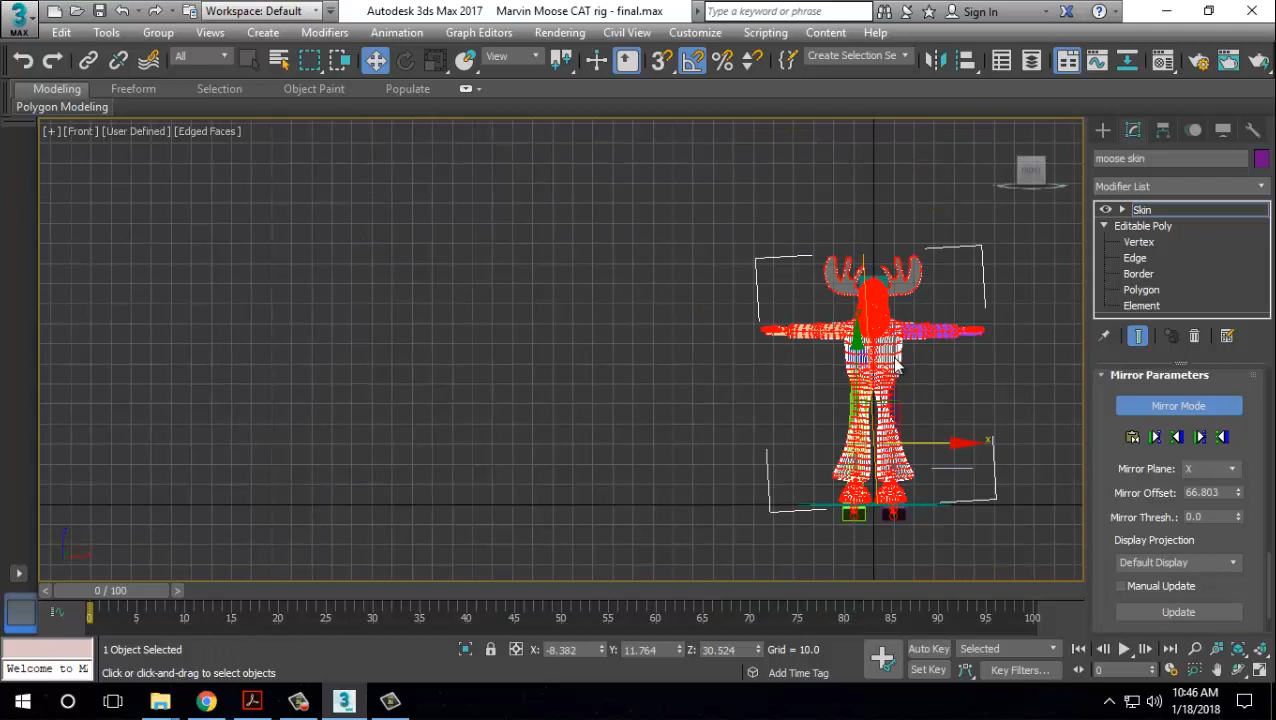 Workspace: Default
Autodesk 3ds Max 2017 Marvin Moose CAT rig - final.max
Type a keyword or phrase
Sign In
MAX
Edit Tools Group Views Create Modifiers Animation Graph Editors Rendering Civil View Customize Scripting Content Help
All
View
Create Selection Se
Modeling Freeform Selection Object Paint Populate
Polygon Modeling
[+] [Front] [User Defined] [Edged Faces]
FRONT
x
moose skin
Modifier List
Skin
Editable Poly
Vertex
Edge
Border
Polygon
Element
Mirror Parameters
Mirror Mode
Mirror Plane: X
Mirror Offset: 66.803
Mirror Thresh.: 0.0
Display Projection
Default Display
Manual Update
Update
0 / 100
0 5 10 15 20 25 30 35 40 45 50 55 60 65 70 75 80 85 90 95 100
1 Object Selected
X: -8.382 Y: 11.764 Z: 30.524 Grid = 10.0
Auto Key Selected
Welcome to M
Click or click-and-drag to select objects
Add Time Tag
Set Key Key Filters...
0
10:46 AM
1/18/2018